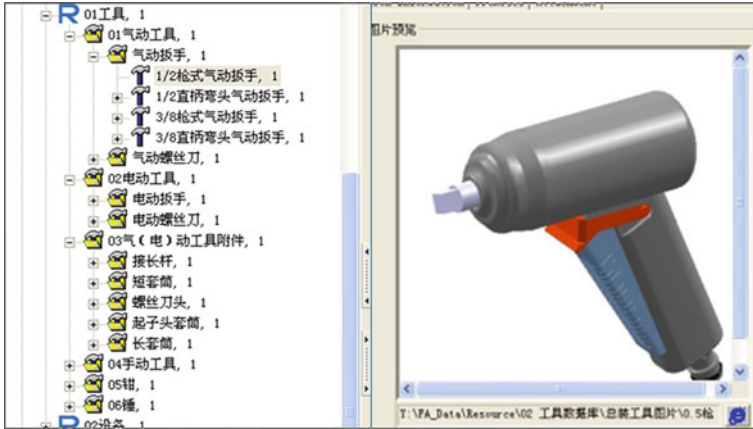 01工具, 1
01气动工具, 1
气动扳手, 1
1/2枪式气动扳手, 1
1/2直柄弯头气动扳手, 1
3/8枪式气动扳手, 1
3/8直柄弯头气动扳手, 1
气动螺丝刀, 1
02电动工具, 1
电动扳手, 1
电动螺丝刀, 1
03气(电)动工具附件, 1
接长杆, 1
短套筒, 1
螺丝刀头, 1
起子头套筒, 1
长套筒, 1
04手动工具, 1
05钳, 1
06锤, 1
02设备, 1
图片预览
Y:\FA_Data\Resource\02 工具数据库\总装工具图片\0.5枪